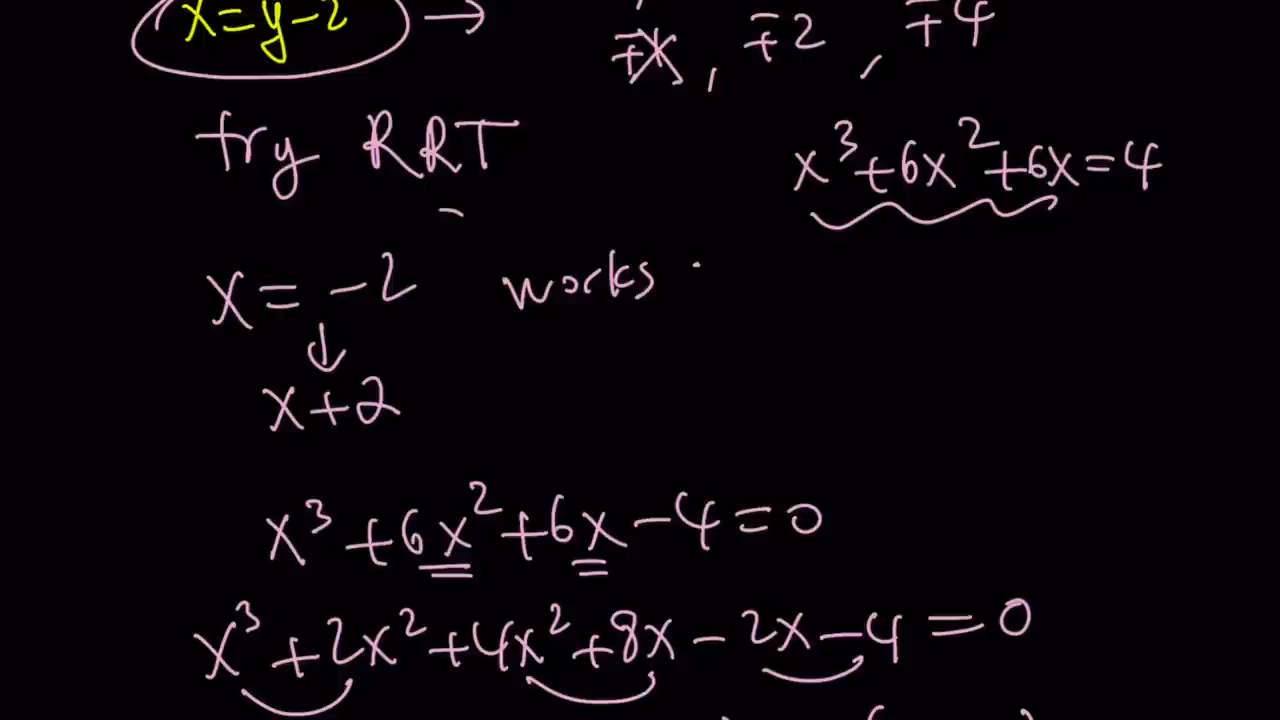 x=y-2 →
∓1, ∓2, ∓4
try RRT
x³+6x²+6x=4
x=-2 works.
↓
x+2
x³+6x²+6x-4=0
x³+2x²+4x²+8x-2x-4=0